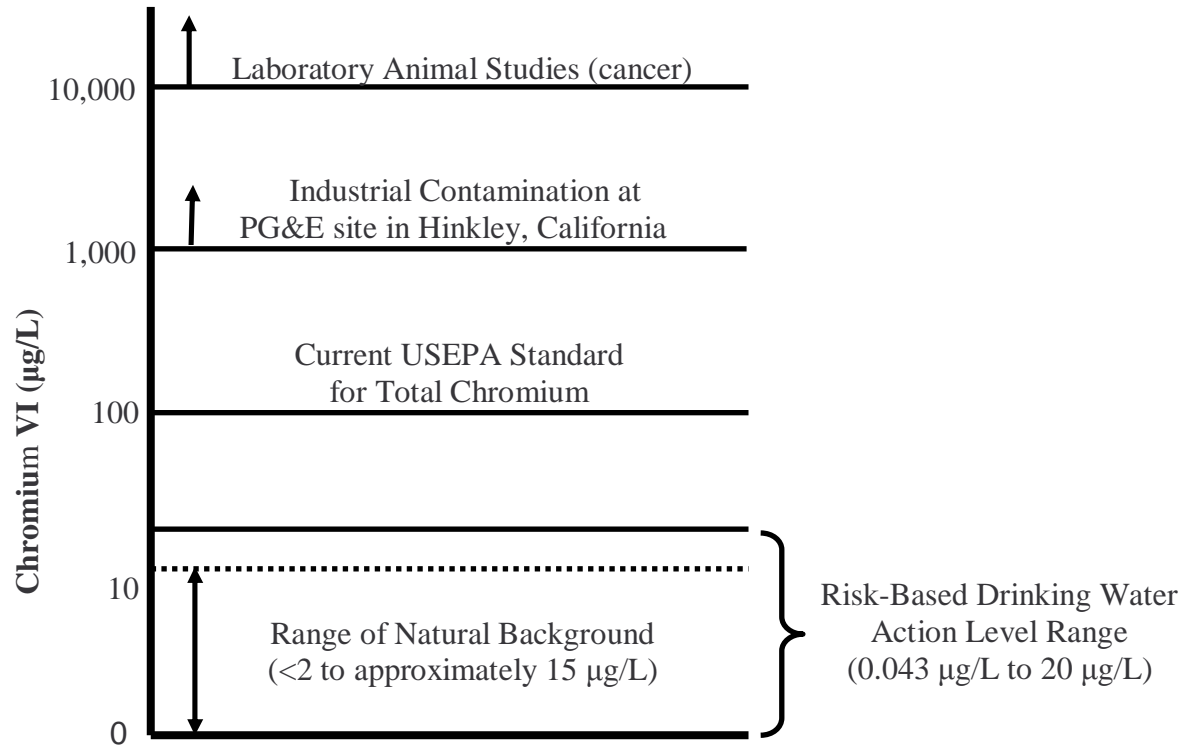 Laboratory Animal Studies (cancer)
10,000
Industrial Contamination at
PG&E site in Hinkley, California
1,000
Current USEPA Standard
for Total Chromium
100
Chromium VI (µg/L)
10
Range of Natural Background
(<2 to approximately 15 µg/L)
0
Risk-Based Drinking Water
Action Level Range
(0.043 µg/L to 20 µg/L)